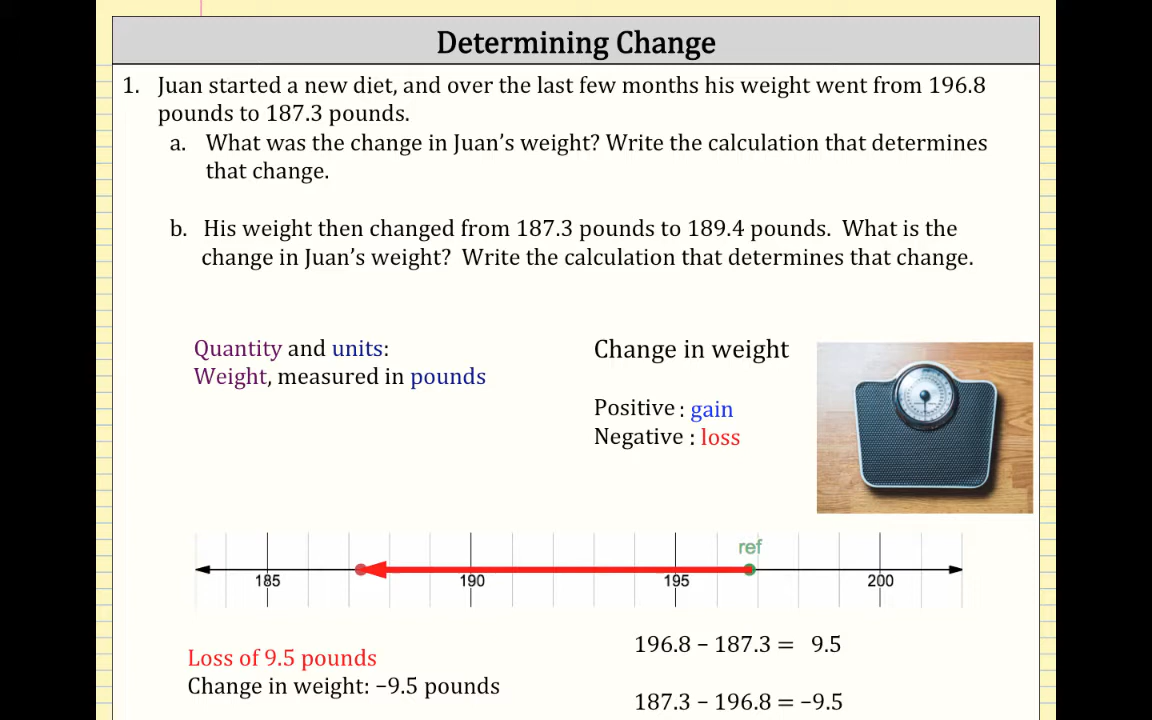 Determining Change
1. Juan started a new diet, and over the last few months his weight went from 196.8
pounds to 187.3 pounds.
a. What was the change in Juan's weight? Write the calculation that determines
that change.
b. His weight then changed from 187.3 pounds to 189.4 pounds. What is the
change in Juan's weight? Write the calculation that determines that change.
Quantity and units:
Weight, measured in pounds
Change in weight
Positive : gain
Negative : loss
ref
185 190 195 200
Loss of 9.5 pounds
Change in weight: −9.5 pounds
196.8 − 187.3 = 9.5
187.3 − 196.8 = −9.5